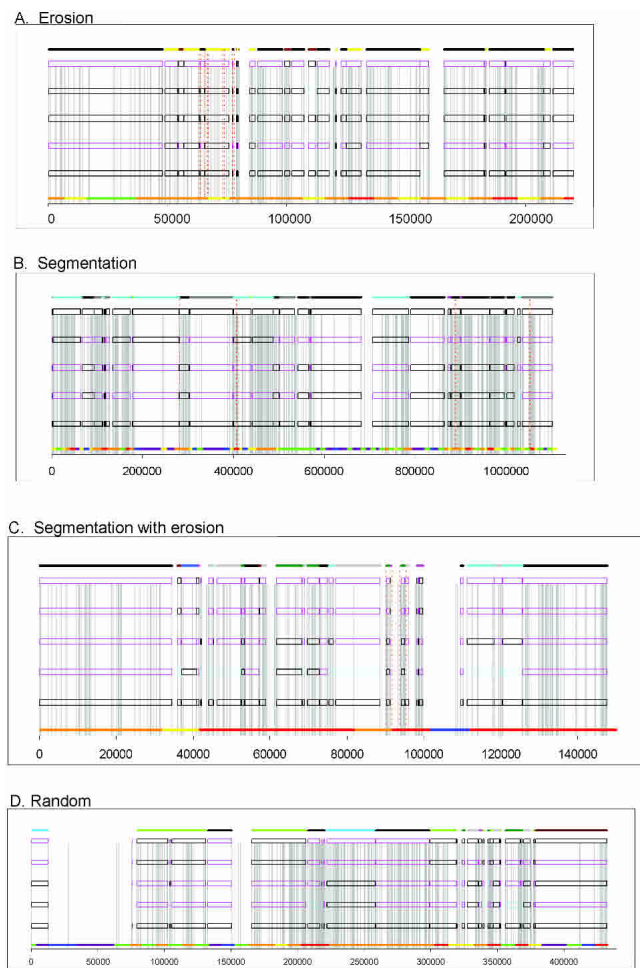 A. Erosion
0 50000 100000 150000 200000
B. Segmentation
200000 400000 600000 800000 1000000
C. Segmentation with erosion
0 20000 40000 60000 80000 100000 120000 140000
D. Random
0 50000 100000 150000 200000 250000 300000 350000 400000